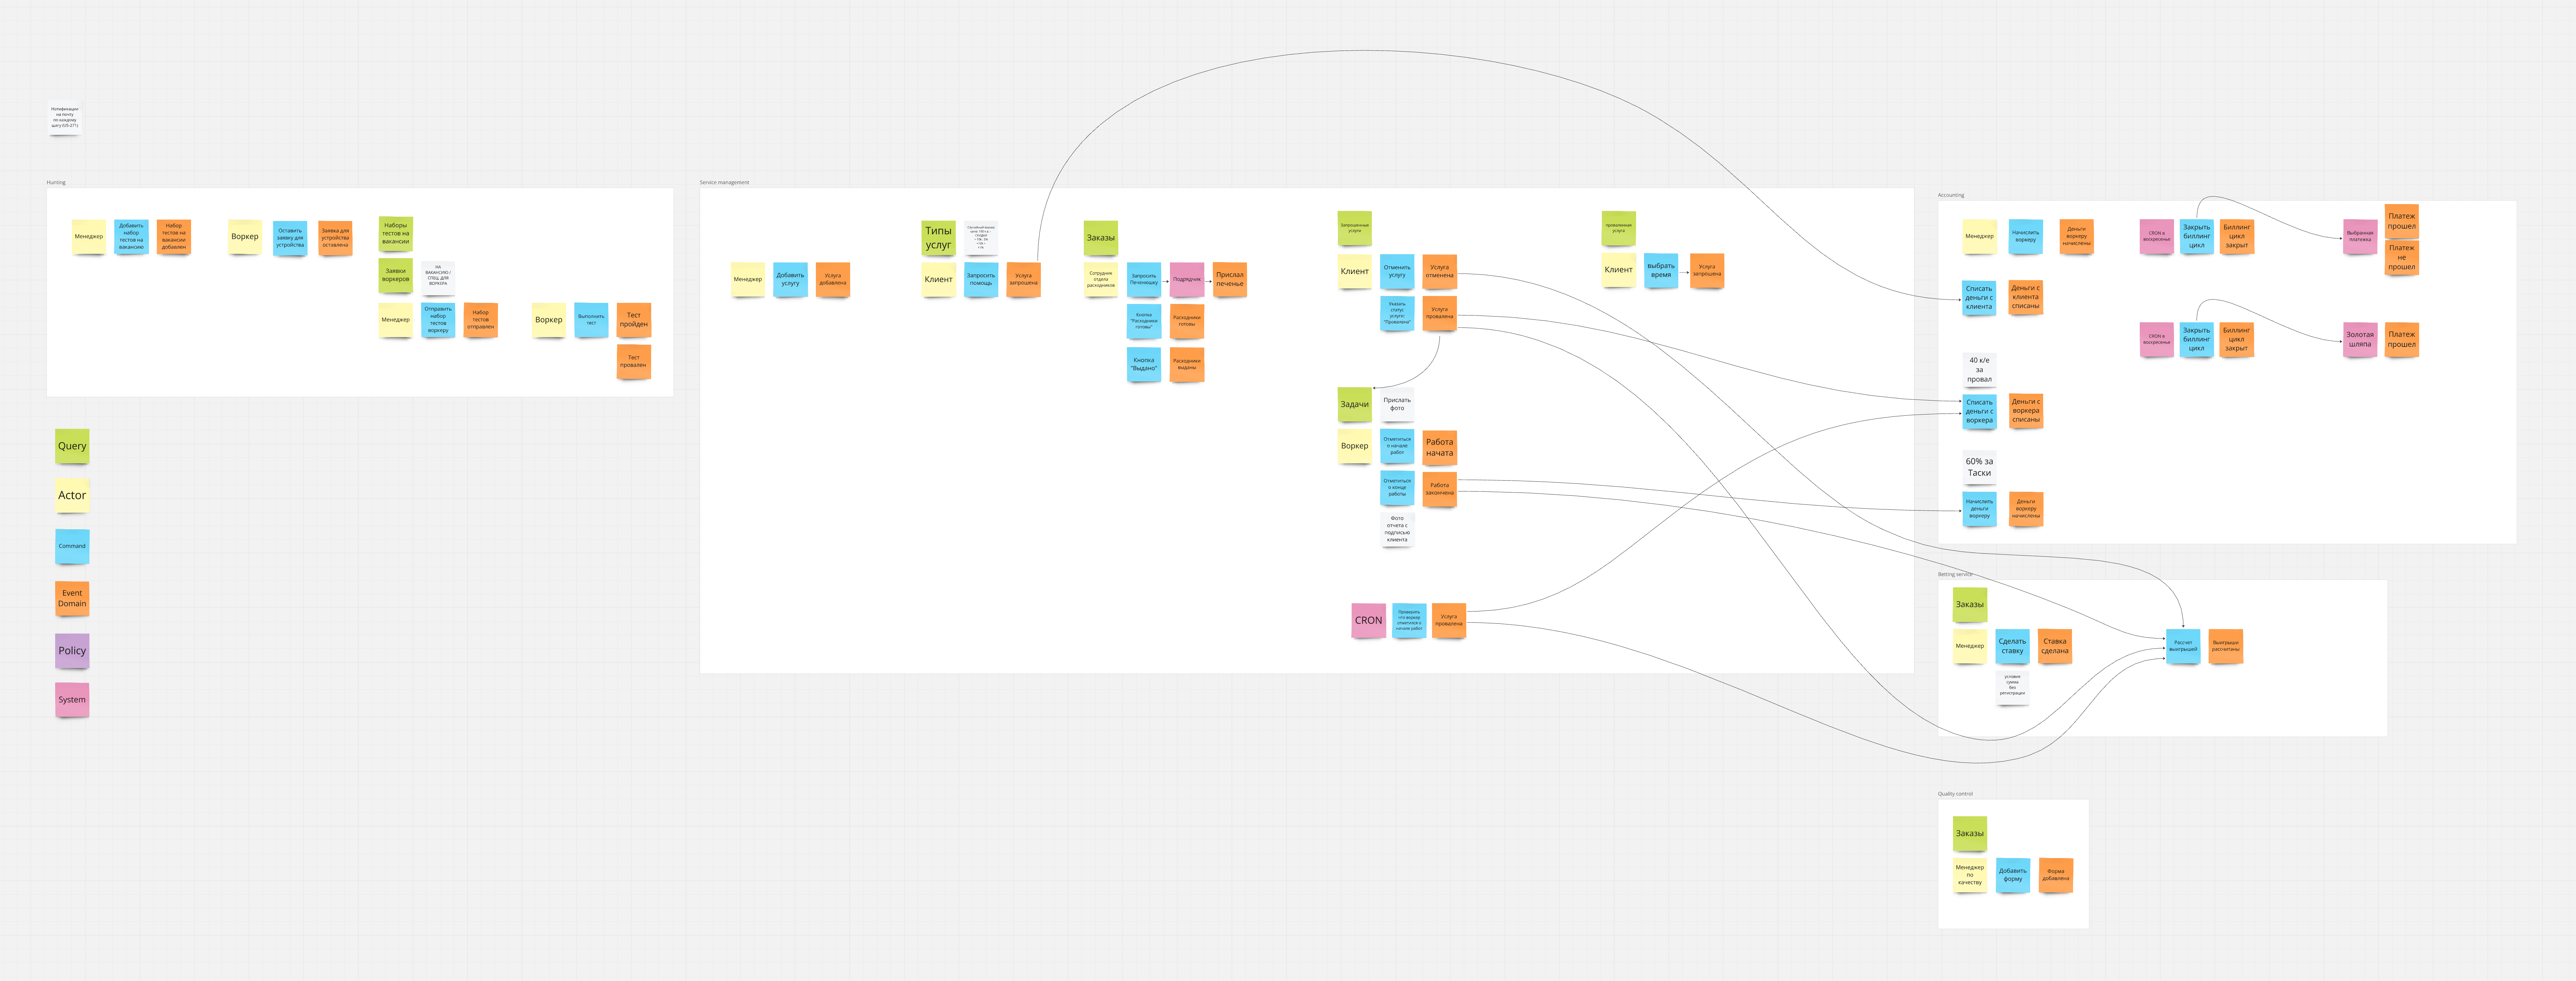 Нотификации
на почту
по каждому
шагу (US-271)
Hunting
Менеджер
Добавить
набор
тестов на
вакансию
Набор
тестов на
вакансии
добавлен
Воркер
Оставить
заявку для
устройства
Заявка для
устройства
оставлена
Наборы
тестов на
вакансии
Заявки
воркеров
НА
ВАКАНСИЮ /
ОТЕЦ. ДЛЯ
ВОРКЕРА
Менеджер
Отправить
набор
тестов
воркеру
Набор
тестов
отправлен
Воркер
Выполнить
тест
Тест
пройден
Тест
провален
Query
Actor
Command
Event
Domain
Policy
System
Service management
Менеджер
Добавить
услугу
Услуга
добавлена
Типы
услуг
Клиент
Запросить
помощь
Услуга
запрошена
Заказы
Сотрудник
отдела
расходников
Запросить
Печенюшку
Подрядчик
Прислал
печенье
Кнопка
"Расходники
готовы"
Расходники
готовы
Кнопка
"Выдано"
Расходники
выданы
Запрошенные
услуги
Клиент
Отменить
услугу
Услуга
отменена
Указать
статус
услуги
"Провалена"
Услуга
провалена
Задачи
Прислать
фото
Воркер
Отметиться
о начале
работ
Работа
начата
Отметиться
о конце
работы
Работа
закончена
Фото
отчета с
подписью
клиента
CRON
Проверить
что воркер
отметился о
начале работ
Услуга
провалена
проваленная
услуга
Клиент
выбрать
время
Услуга
запрошена
Accounting
Менеджер
Начислить
воркеру
Деньги
воркеру
начислены
CRON в
воскресенье
Закрыть
биллинг
цикл
Биллинг
цикл
закрыт
Выбранная
платежка
Платеж
прошел
Платеж
не
прошел
Списать
деньги с
клиента
Деньги с
клиента
списаны
CRON в
воскресенье
Закрыть
биллинг
цикл
Биллинг
цикл
закрыт
Золотая
шляпа
Платеж
прошел
40 к/е
за
провал
Списать
деньги с
воркера
Деньги с
воркера
списаны
60% за
Таски
Начислить
деньги
воркеру
Деньги
воркеру
начислены
Betting service
Заказы
Менеджер
Сделать
ставку
Ставка
сделана
условие
сумма
без
регистрации
Рассчет
выигрышей
Выигрыши
рассчитаны
Quality control
Заказы
Менеджер
по
качеству
Добавить
форму
Форма
добавлена